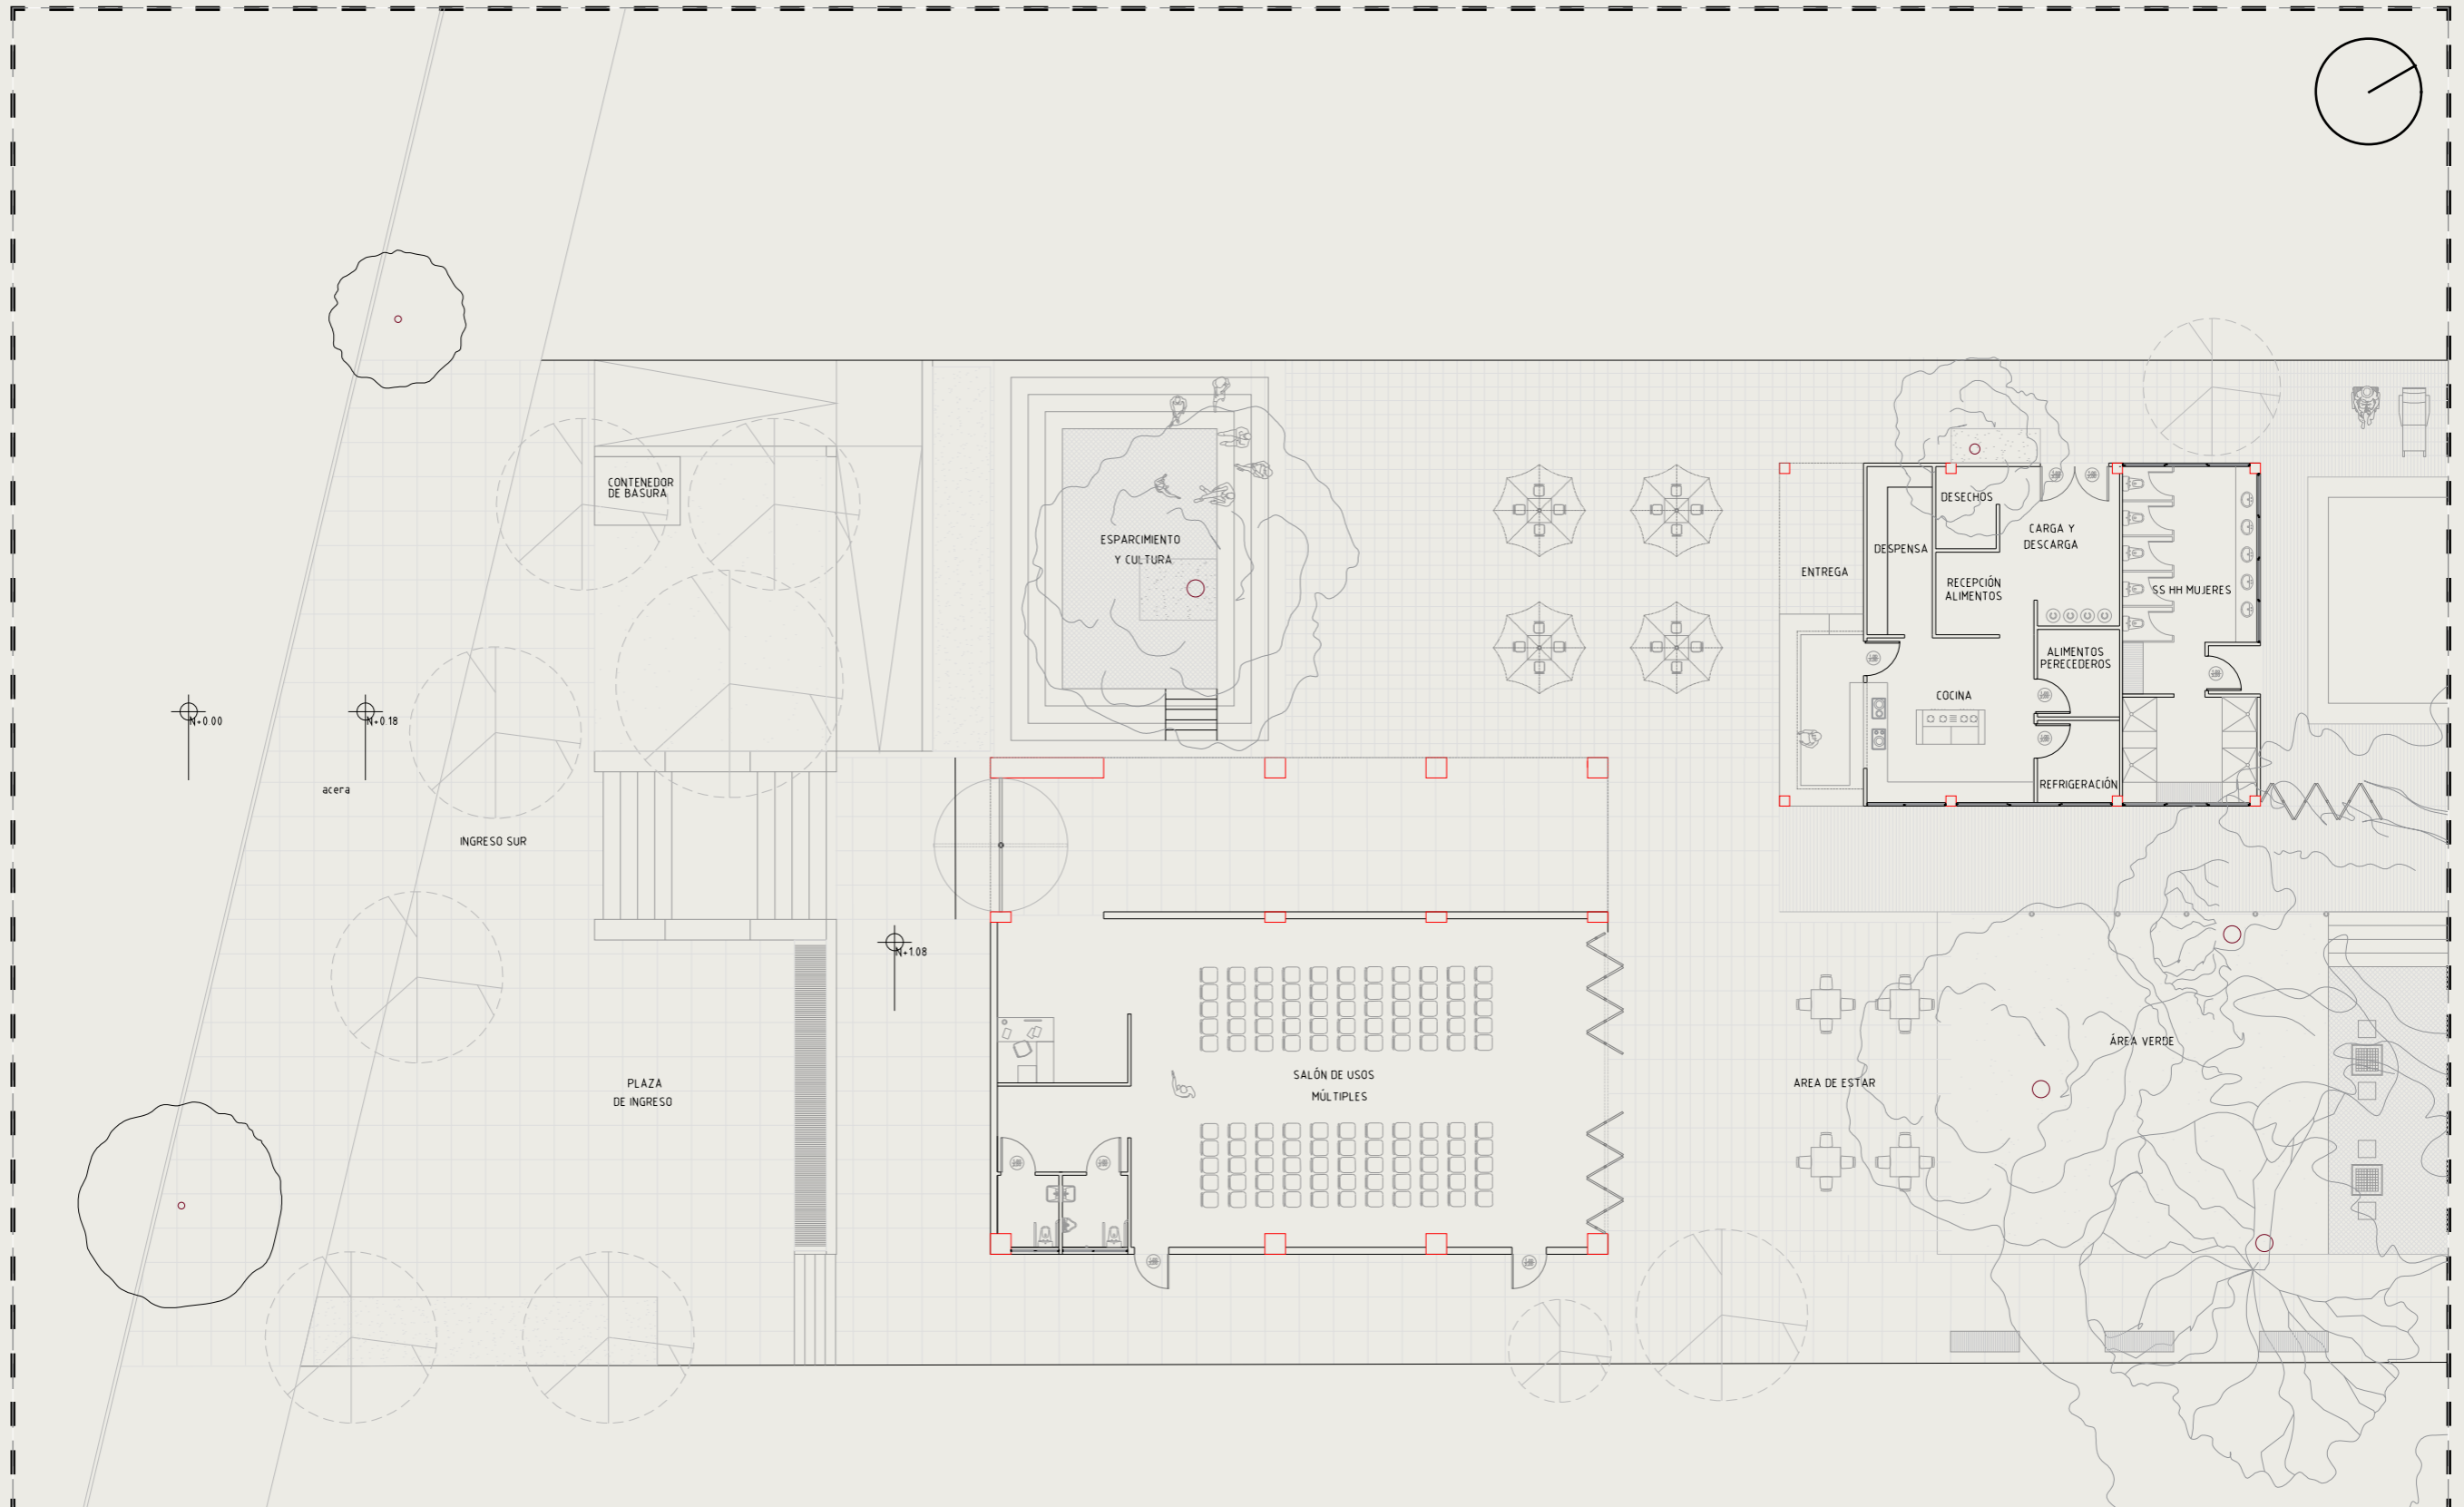 CONTENEDOR
DE BASURA
ESPARCIMIENTO
Y CULTURA
DESECHOS
CARGA Y
DESCARGA
DESPENSA
ENTREGA
RECEPCIÓN
ALIMENTOS
SS HH MUJERES
ALIMENTOS
PERECEDEROS
COCINA
REFRIGERACIÓN
N+0.00
N+0.18
acera
INGRESO SUR
N+1.08
PLAZA
DE INGRESO
SALÓN DE USOS
MÚLTIPLES
AREA DE ESTAR
ÁREA VERDE